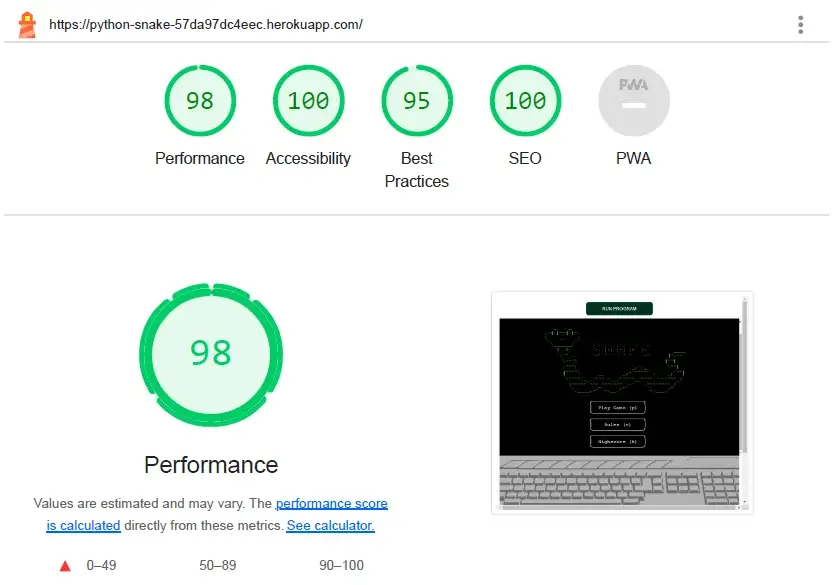 https://python-snake-57da97dc4eec.herokuapp.com/
98 100 95 100 PWA
Performance Accessibility Best Practices SEO PWA
98
RUN PROGRAM
SNAKE
Play Game (p)
Rules (r)
Highscore (h)
Performance
Values are estimated and may vary. The performance score
is calculated directly from these metrics. See calculator.
0–49 50–89 90–100